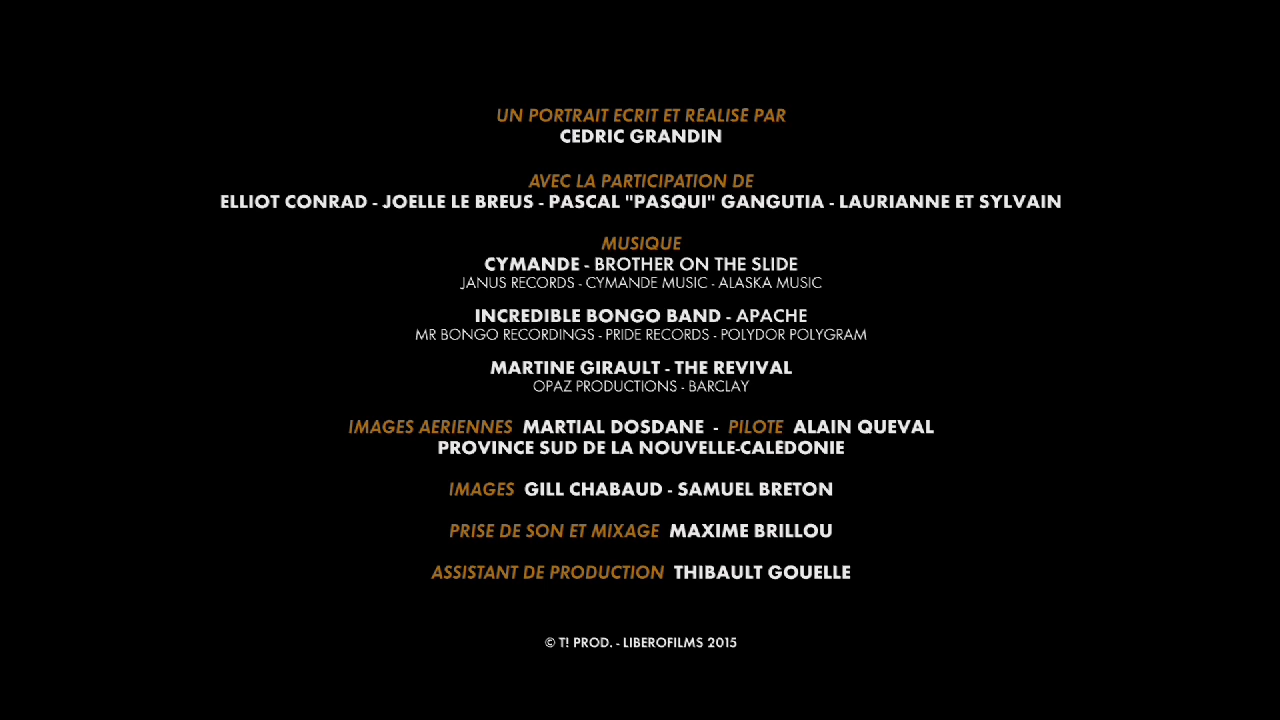 UN PORTRAIT ECRIT ET RÉALISÉ PAR
CEDRIC GRANDIN
AVEC LA PARTICIPATION DE
ELLIOT CONRAD - JOELLE LE BREUS - PASCAL "PASQUI" GANGUTIA - LAURIANNE ET SYLVAIN
MUSIQUE
CYMANDE - BROTHER ON THE SLIDE
JANUS RECORDS - CYMANDE MUSIC - ALASKA MUSIC
INCREDIBLE BONGO BAND - APACHE
MR BONGO RECORDINGS - PRIDE RECORDS - POLYDOR POLYGRAM
MARTINE GIRAULT - THE REVIVAL
OPAZ PRODUCTIONS - BARCLAY
IMAGES AERIENNES MARTIAL DOSDANE - PILOTE ALAIN QUEVAL
PROVINCE SUD DE LA NOUVELLE-CALÉDONIE
IMAGES GILL CHABAUD - SAMUEL BRETON
PRISE DE SON ET MIXAGE MAXIME BRILLOU
ASSISTANT DE PRODUCTION THIBAULT GOUELLE
© T! PROD. - LIBEROFILMS 2015